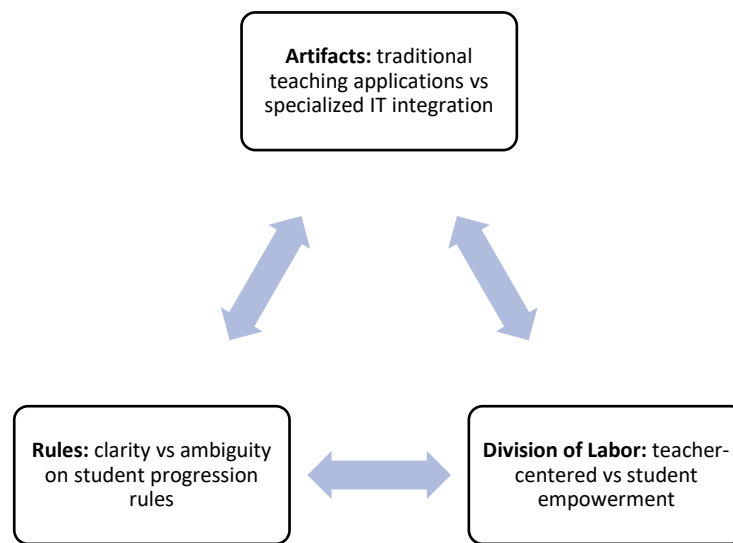 Artifacts: traditional
teaching applications vs
specialized IT integration
Rules: clarity vs ambiguity
on student progression
rules
Division of Labor: teacher-
centered vs student
empowerment